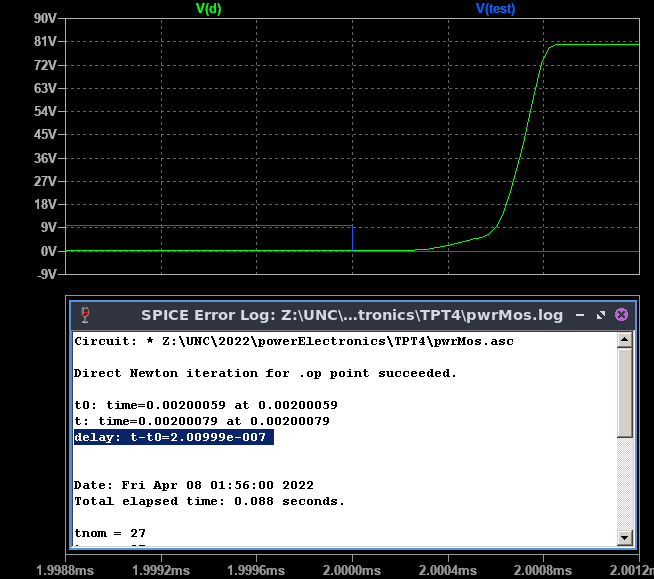 V(d) V(test)
90V
81V
72V
63V
54V
45V
36V
27V
18V
9V
0V
-9V
SPICE Error Log: Z:\UNC\...tronics\TPT4\pwrMos.log
Circuit: * Z:\UNC\2022\powerElectronics\TPT4\pwrMos.asc
Direct Newton iteration for .op point succeeded.
t0: time=0.00200059 at 0.00200059
t: time=0.00200079 at 0.00200079
delay: t-t0=2.00999e-007
Date: Fri Apr 08 01:56:00 2022
Total elapsed time: 0.088 seconds.
tnom = 27
1.9988ms 1.9992ms 1.9996ms 2.0000ms 2.0004ms 2.0008ms 2.0012m